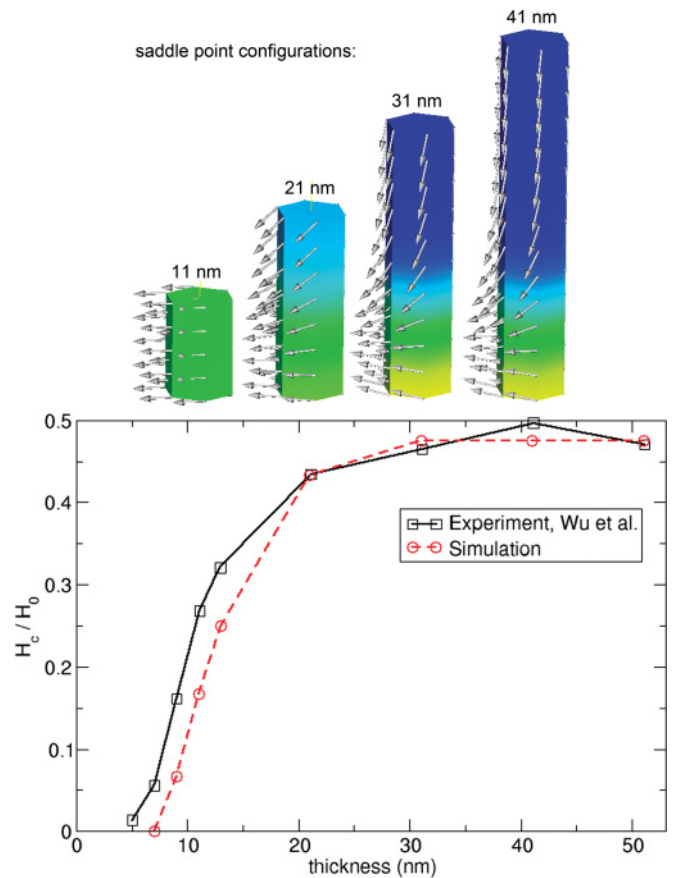 saddle point configurations:
41 nm
31 nm
21 nm
11 nm
0.5
0.4
0.3
0.2
0.1
0
H_c / H_0
Experiment, Wu et al.
Simulation
0 10 20 30 40 50
thickness (nm)